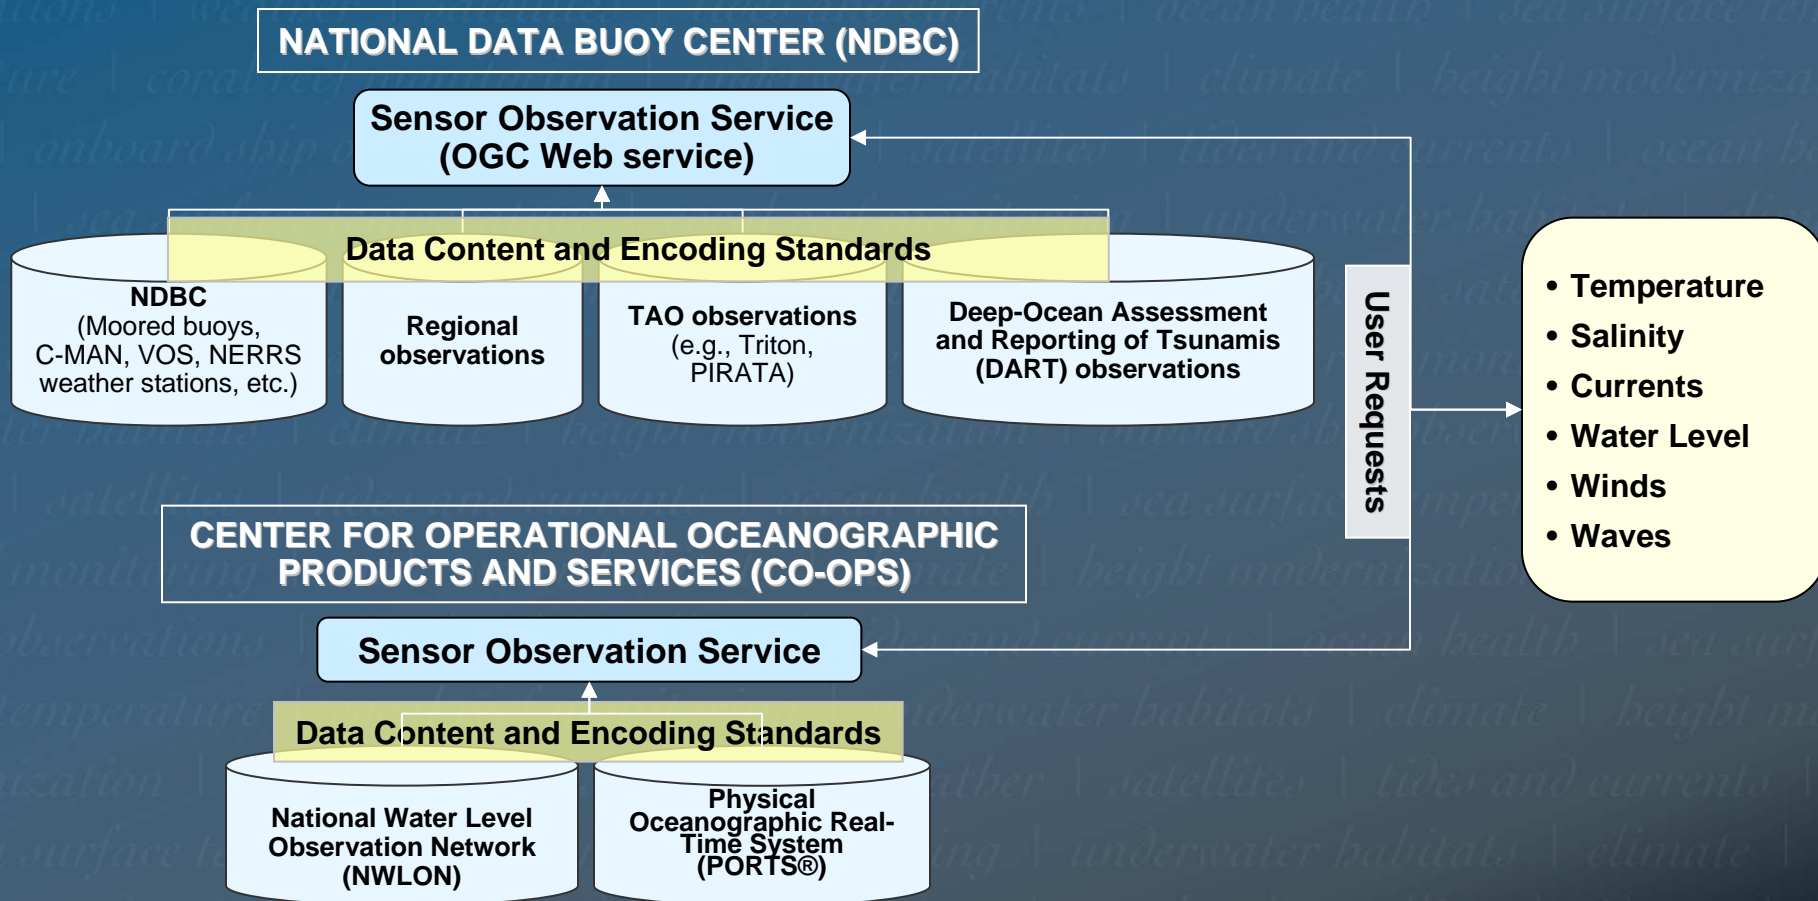 NATIONAL DATA BUOY CENTER (NDBC)
Sensor Observation Service
(OGC Web service)
Data Content and Encoding Standards
NDBC
(Moored buoys,
C-MAN, VOS, NERRS
weather stations, etc.)
Regional
observations
TAO observations
(e.g., Triton,
PIRATA)
Deep-Ocean Assessment
and Reporting of Tsunamis
(DART) observations
User Requests
• Temperature
• Salinity
• Currents
• Water Level
• Winds
• Waves
CENTER FOR OPERATIONAL OCEANOGRAPHIC
PRODUCTS AND SERVICES (CO-OPS)
Sensor Observation Service
Data Content and Encoding Standards
National Water Level
Observation Network
(NWLON)
Physical
Oceanographic Real-
Time System
(PORTS®)